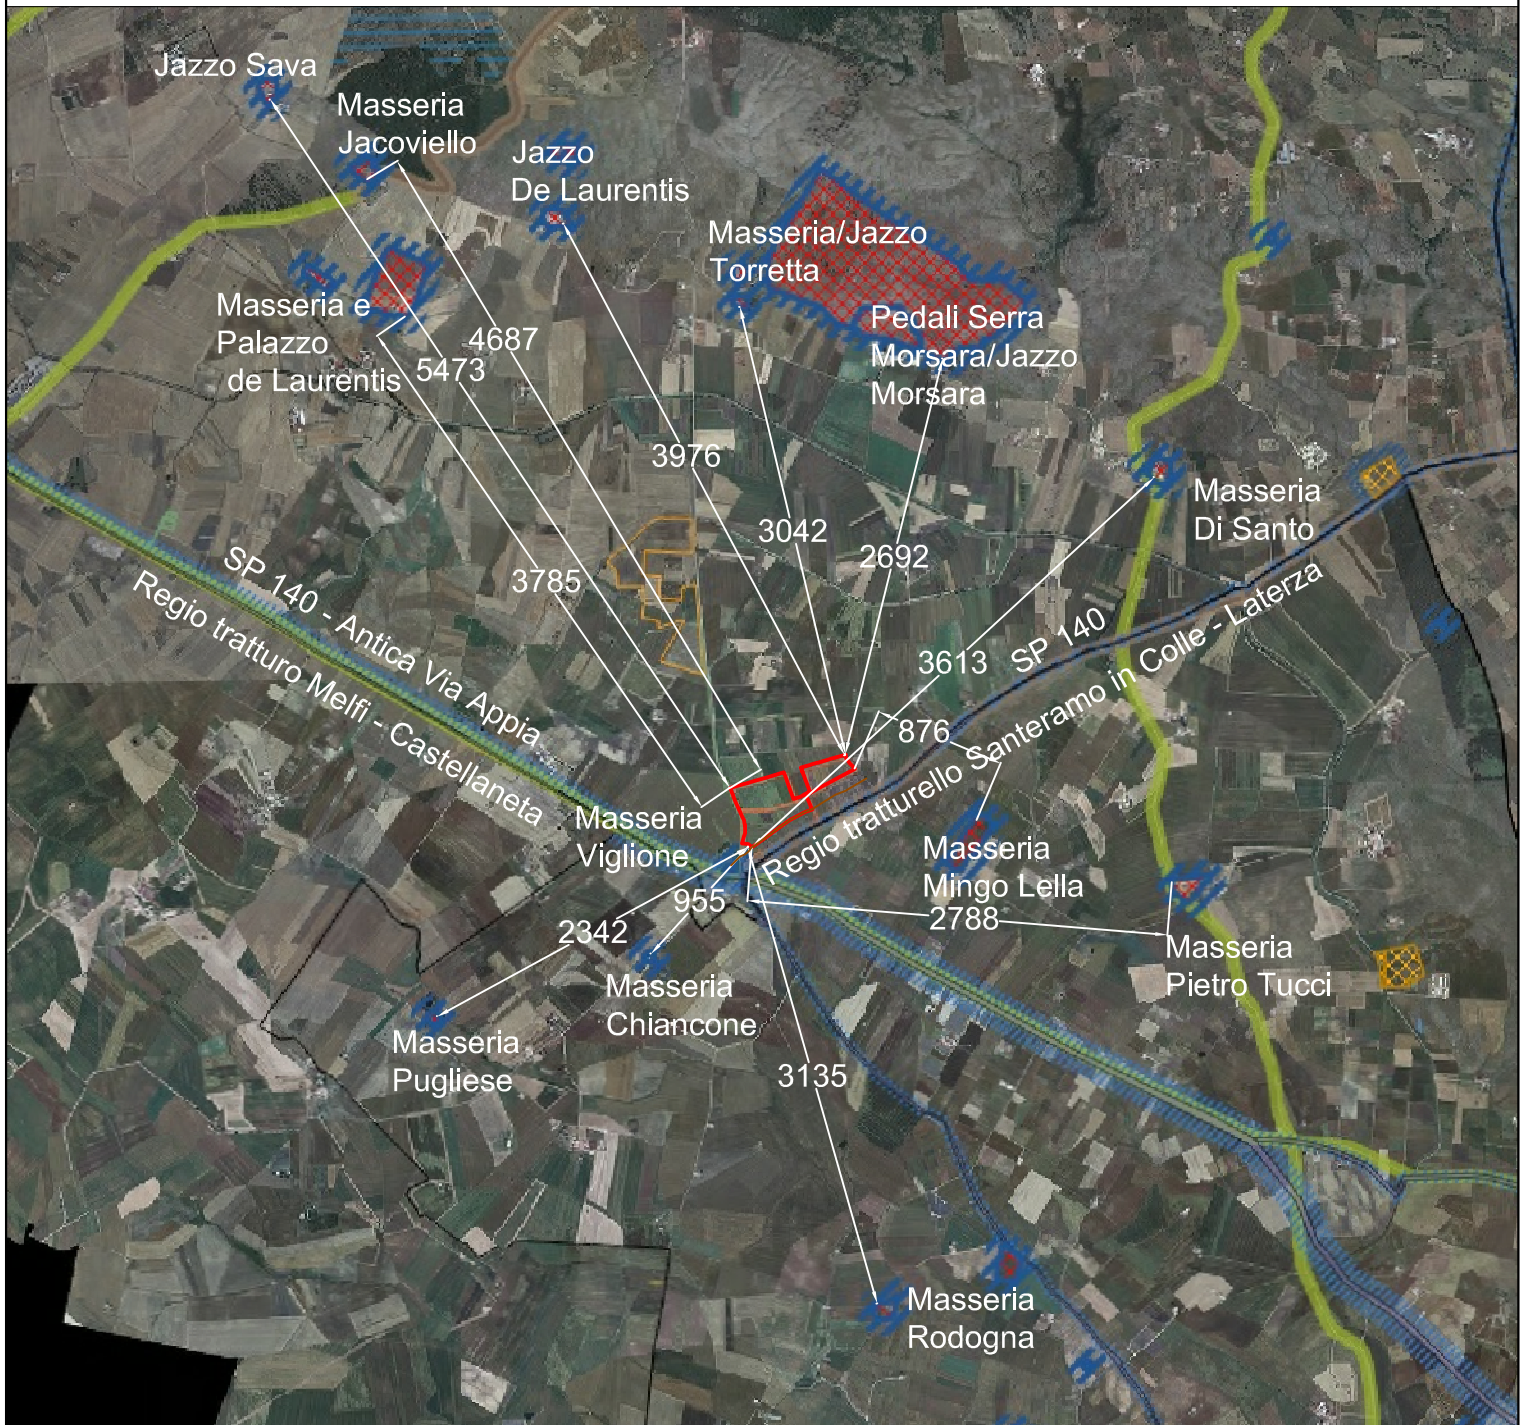 Jazzo Sava
Masseria
Jacoviello
Jazzo
De Laurentis
Masseria/Jazzo
Torretta
Masseria e
Palazzo
de Laurentis
Pedali Serra
Morsara/Jazzo
Morsara
4687
5473
3976
Masseria
Di Santo
3042
2692
3785
SP 140 - Antica Via Appia
Regio tratturo Melfi - Castellaneta
SP 140
Regio tratturello Santeramo in Colle - Laterza
3613
876
Masseria
Viglione
Masseria
Mingo Lella
955
2788
2342
Masseria
Pietro Tucci
Masseria
Chiancone
Masseria
Pugliese
3135
Masseria
Rodogna